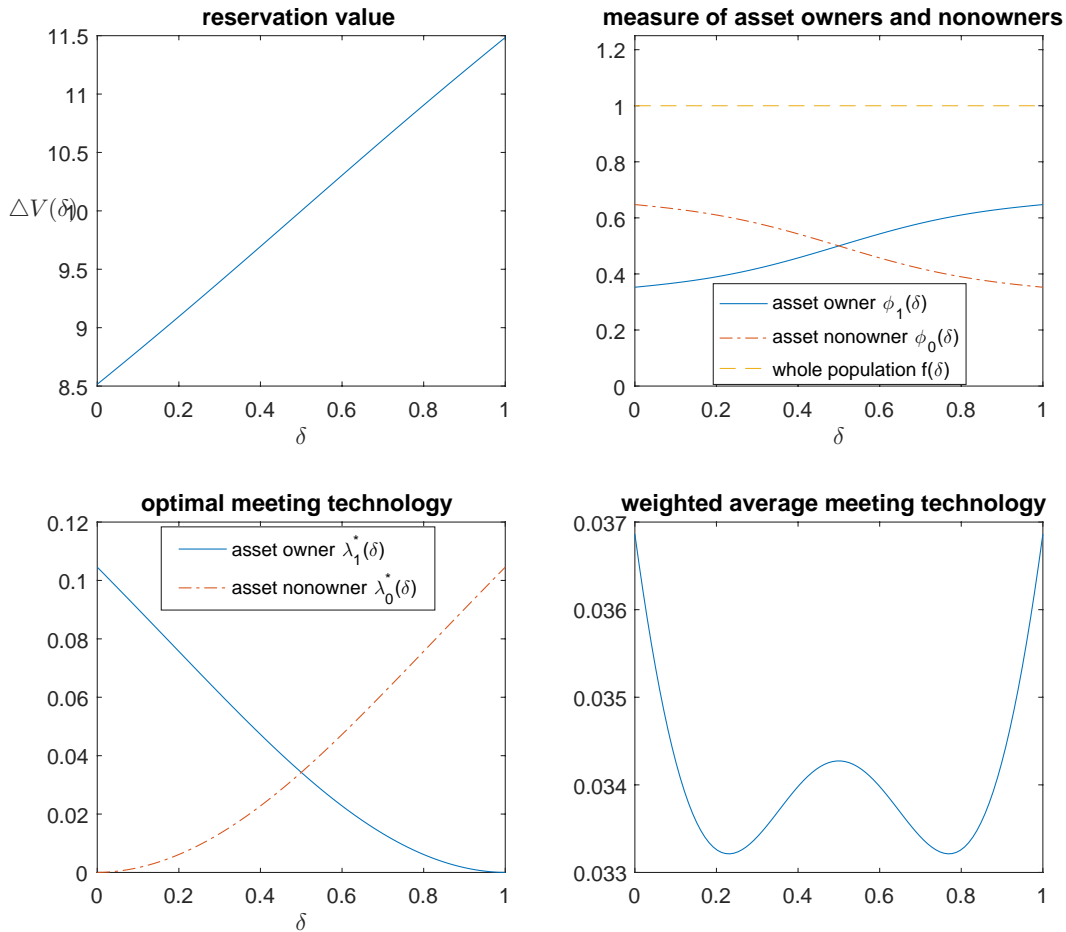 reservation value
11.5
11
10.5
10
9.5
9
8.5
△V(δ)
0 0.2 0.4 0.6 0.8 1
δ
measure of asset owners and nonowners
1.2
1
0.8
0.6
0.4
0.2
0
asset owner ϕ_1(δ)
asset nonowner ϕ_0(δ)
whole population f(δ)
0 0.2 0.4 0.6 0.8 1
δ
optimal meeting technology
0.12
0.1
0.08
0.06
0.04
0.02
0
asset owner λ_1^*(δ)
asset nonowner λ_0^*(δ)
0 0.2 0.4 0.6 0.8 1
δ
weighted average meeting technology
0.037
0.036
0.035
0.034
0.033
0 0.2 0.4 0.6 0.8 1
δ